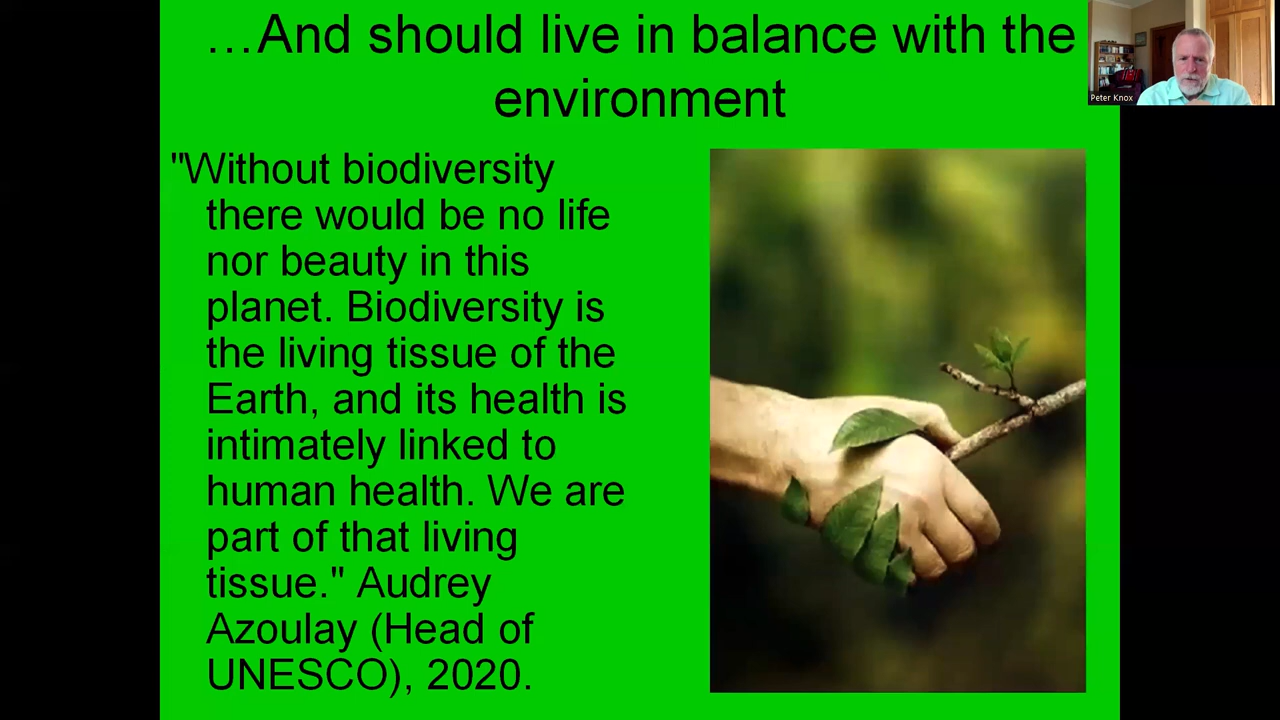 …And should live in balance with the
environment
"Without biodiversity
there would be no life
nor beauty in this
planet. Biodiversity is
the living tissue of the
Earth, and its health is
intimately linked to
human health. We are
part of that living
tissue." Audrey
Azoulay (Head of
UNESCO), 2020.
Peter Knox